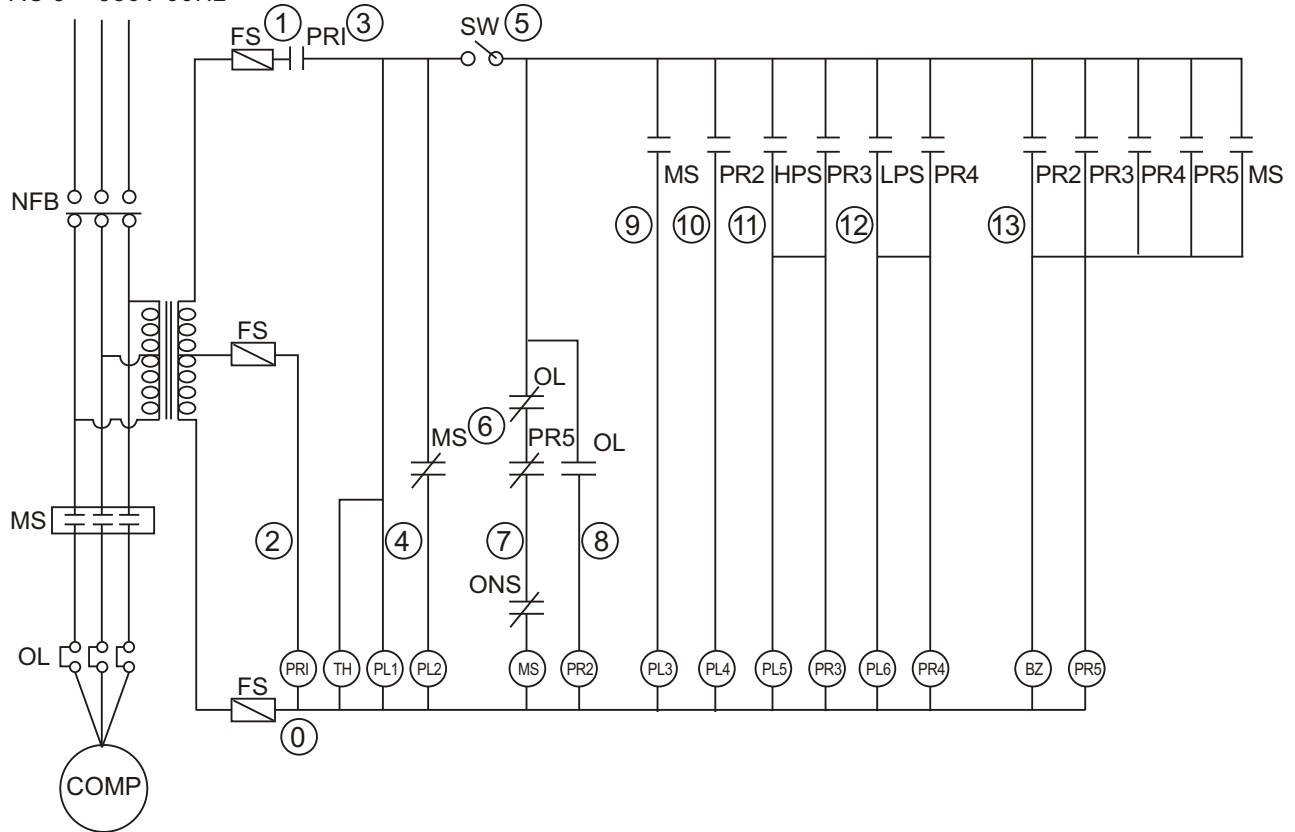 FS ① PRI ③ SW ⑤
MS PR2 HPS PR3 LPS PR4 PR2 PR3 PR4 PR5 MS
NFB
⑨ ⑩ ⑪ ⑫ ⑬
FS
OL
MS ⑥ PR5 OL
MS
② ④ ⑦ ⑧
ONS
OL
PRI TH PL1 PL2 MS PR2 PL3 PL4 PL5 PR3 PL6 PR4 BZ PR5
FS
⓪
COMP